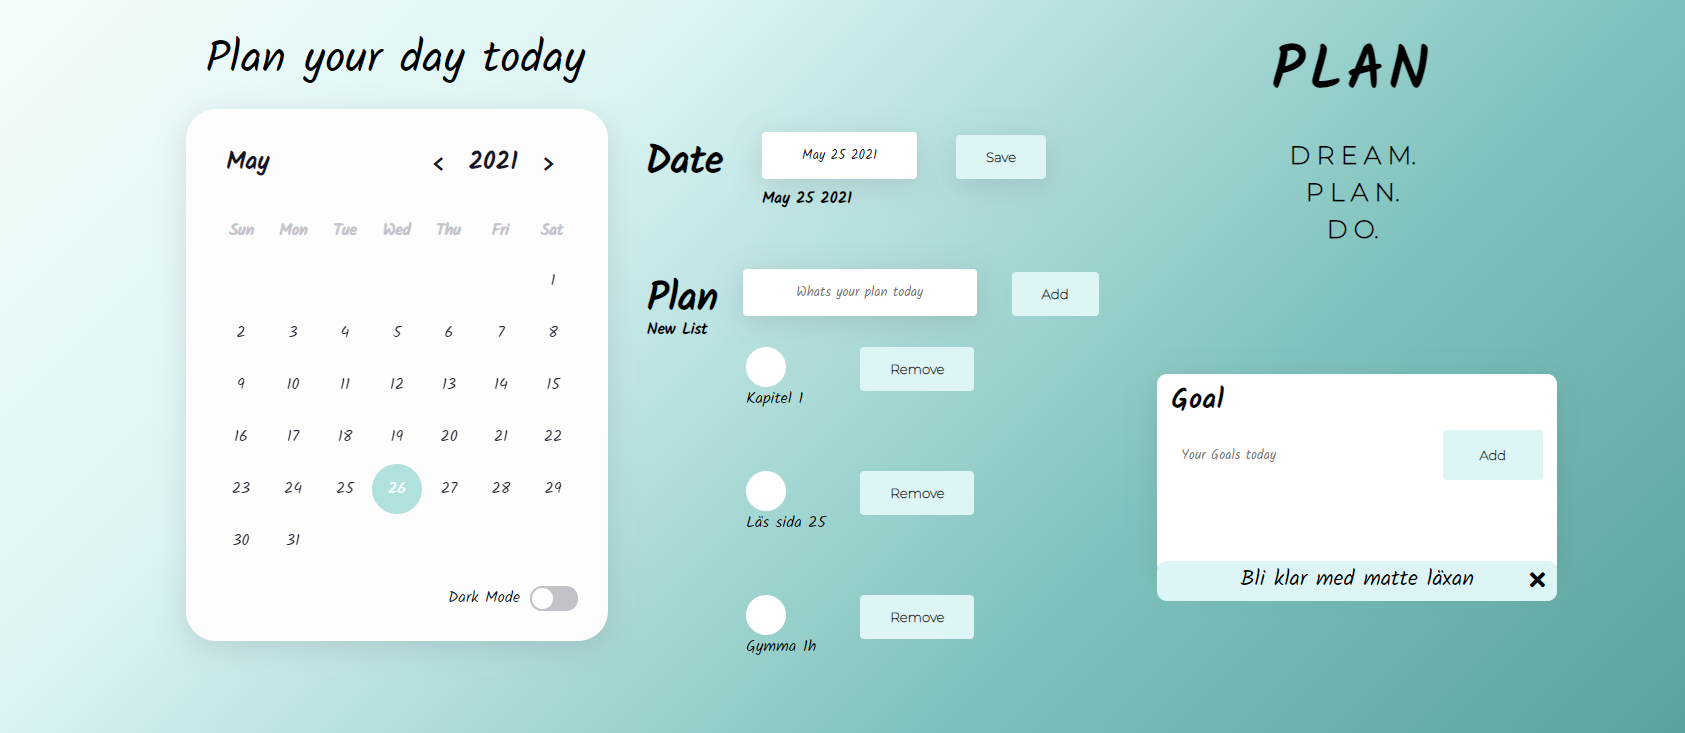 Plan your day today
May < 2021 >
Sun Mon Tue Wed Thu Fri Sat
1
2 3 4 5 6 7 8
9 10 11 12 13 14 15
16 17 18 19 20 21 22
23 24 25 26 27 28 29
30 31
Dark Mode
Date May 25 2021 Save
May 25 2021
Plan Whats your plan today Add
New List
Remove
Kapitel 1
Remove
Läs sida 25
Remove
Gymma 1h
PLAN
DREAM.
PLAN.
DO.
Goal
Your Goals today Add
Bli klar med matte läxan